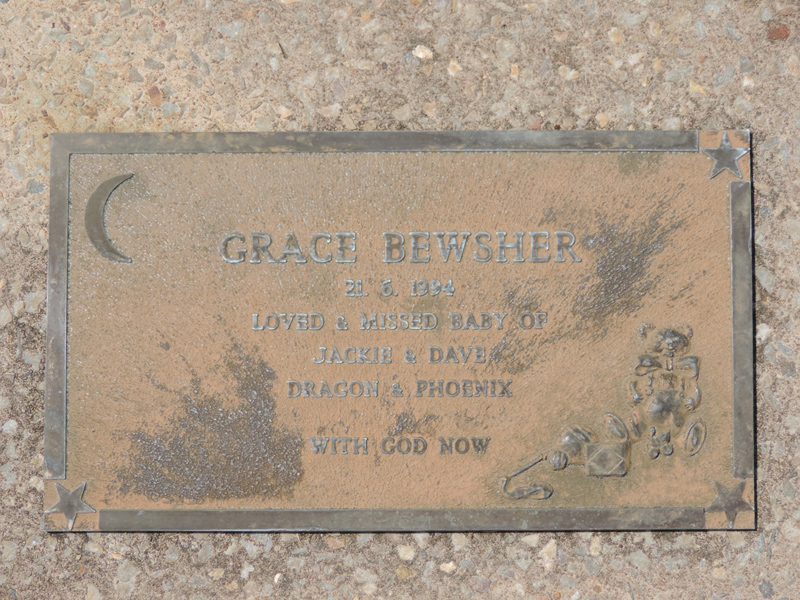 GRACE BEWSHER
21. 6. 1994
LOVED & MISSED BABY OF
JACKIE & DAVE
DRAGON & PHOENIX
WITH GOD NOW